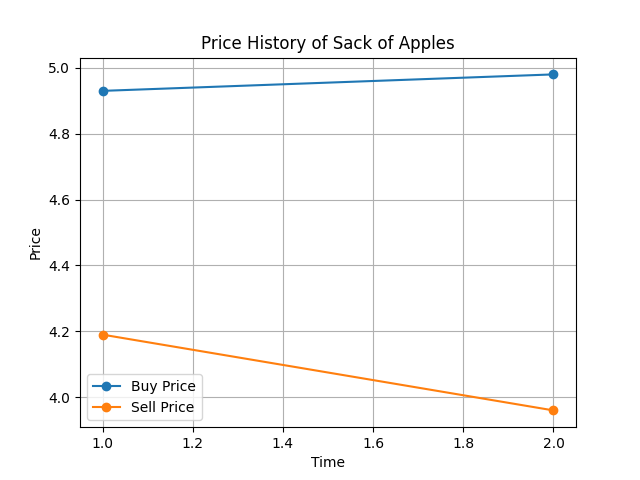 Price History of Sack of Apples
Price
5.0
4.8
4.6
4.4
4.2
4.0
Buy Price
Sell Price
1.0 1.2 1.4 1.6 1.8 2.0
Time